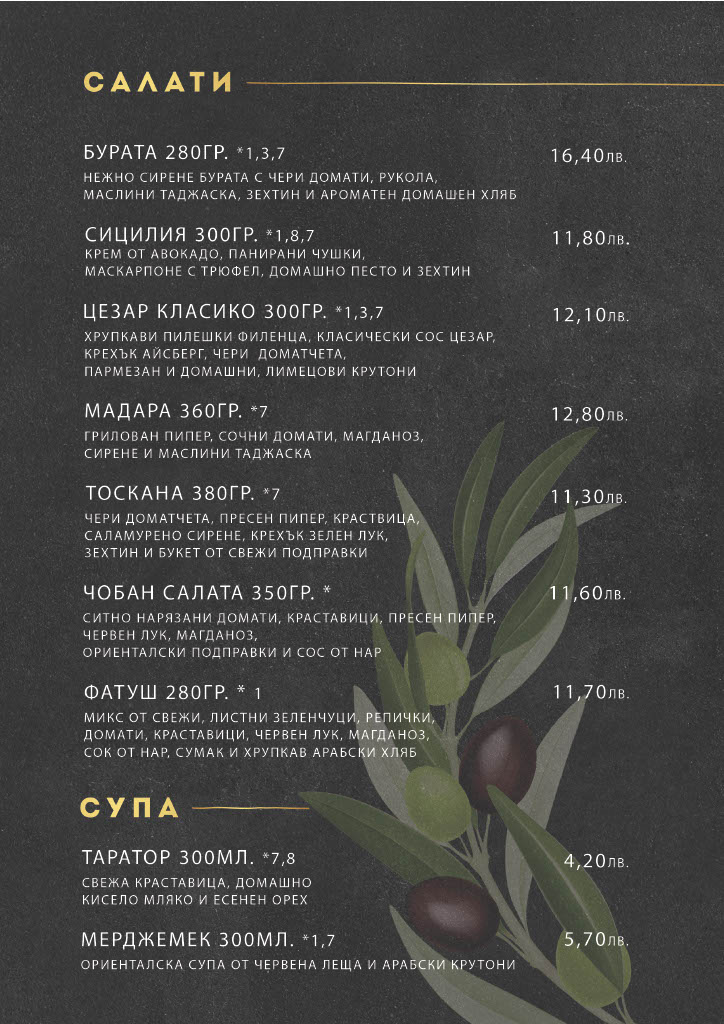 САЛАТИ
БУРАТА 280ГР. *1,3,7 16,40ЛВ.
НЕЖНО СИРЕНЕ БУРАТА С ЧЕРИ ДОМАТИ, РУКОЛА,
МАСЛИНИ ТАДЖАСКА, ЗЕХТИН И АРОМАТЕН ДОМАШЕН ХЛЯБ
СИЦИЛИЯ 300ГР. *1,8,7 11,80ЛВ.
КРЕМ ОТ АВОКАДО, ПАНИРАНИ ЧУШКИ,
МАСКАРПОНЕ С ТРЮФЕЛ, ДОМАШНО ПЕСТО И ЗЕХТИН
ЦЕЗАР КЛАСИКО 300ГР. *1,3,7 12,10ЛВ.
ХРУПКАВИ ПИЛЕШКИ ФИЛЕНЦА, КЛАСИЧЕСКИ СОС ЦЕЗАР,
КРЕХЪК АЙСБЕРГ, ЧЕРИ ДОМАТЧЕТА,
ПАРМЕЗАН И ДОМАШНИ, ЛИМЕЦОВИ КРУТОНИ
МАДАРА 360ГР. *7 12,80ЛВ.
ГРИЛОВАН ПИПЕР, СОЧНИ ДОМАТИ, МАГДАНОЗ,
СИРЕНЕ И МАСЛИНИ ТАДЖАСКА
ТОСКАНА 380ГР. *7 11,30ЛВ.
ЧЕРИ ДОМАТЧЕТА, ПРЕСЕН ПИПЕР, КРАСТВИЦА,
САЛАМУРЕНО СИРЕНЕ, КРЕХЪК ЗЕЛЕН ЛУК,
ЗЕХТИН И БУКЕТ ОТ СВЕЖИ ПОДПРАВКИ
ЧОБАН САЛАТА 350ГР. * 11,60ЛВ.
СИТНО НАРЯЗАНИ ДОМАТИ, КРАСТАВИЦИ, ПРЕСЕН ПИПЕР,
ЧЕРВЕН ЛУК, МАГДАНОЗ,
ОРИЕНТАЛСКИ ПОДПРАВКИ И СОС ОТ НАР
ФАТУШ 280ГР. * 1 11,70ЛВ.
МИКС ОТ СВЕЖИ, ЛИСТНИ ЗЕЛЕНЧУЦИ, РЕПИЧКИ,
ДОМАТИ, КРАСТАВИЦИ, ЧЕРВЕН ЛУК, МАГДАНОЗ,
СОК ОТ НАР, СУМАК И ХРУПКАВ АРАБСКИ ХЛЯБ
СУПА
ТАРАТОР 300МЛ. *7,8 4,20ЛВ.
СВЕЖА КРАСТАВИЦА, ДОМАШНО
КИСЕЛО МЛЯКО И ЕСЕНЕН ОРЕХ
МЕРДЖЕМЕК 300МЛ. *1,7 5,70ЛВ.
ОРИЕНТАЛСКА СУПА ОТ ЧЕРВЕНА ЛЕЩА И АРАБСКИ КРУТОНИ